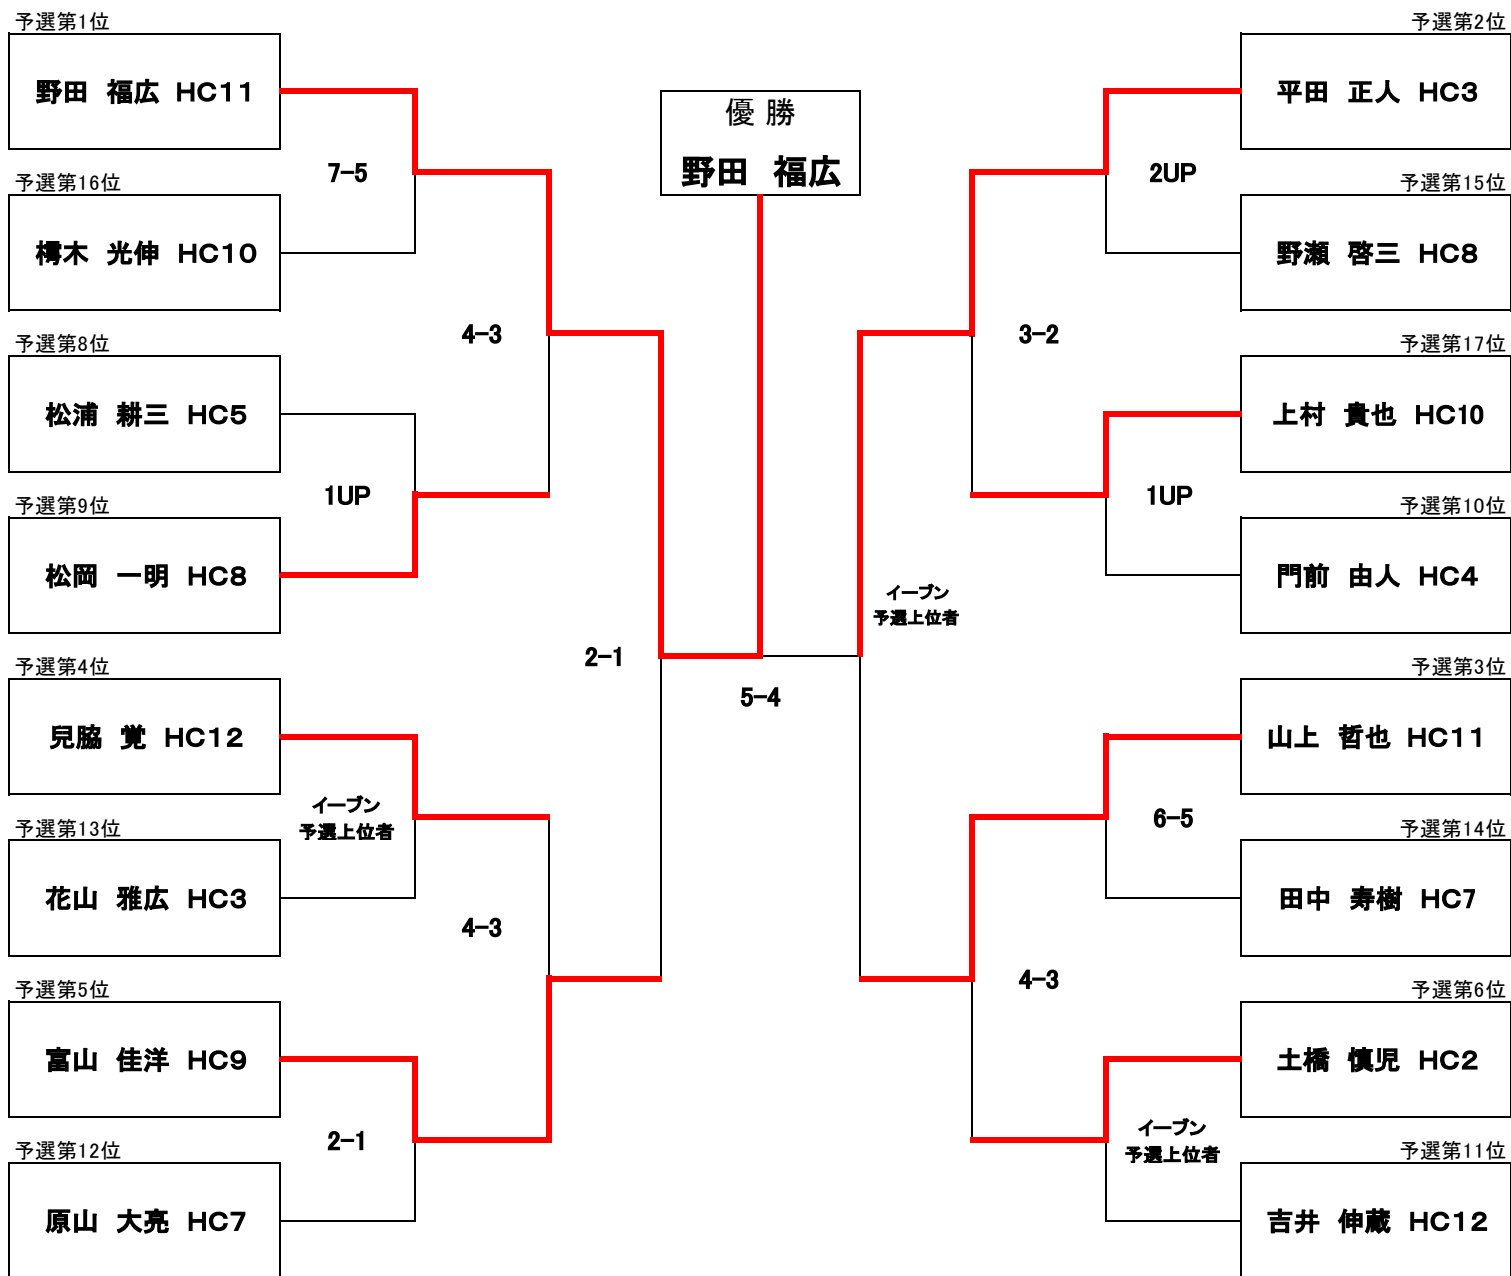 予選第1位
野田 福広 HC11
7-5
予選第16位
樽木 光伸 HC10
4-3
予選第8位
松浦 耕三 HC5
1UP
予選第9位
松岡 一明 HC8
2-1
予選第4位
兒脇 覚 HC12
イーブン
予選上位者
予選第13位
花山 雅広 HC3
4-3
予選第5位
富山 佳洋 HC9
2-1
予選第12位
原山 大亮 HC7
優勝
野田 福広
5-4
予選第2位
平田 正人 HC3
2UP
予選第15位
野瀬 啓三 HC8
3-2
予選第17位
上村 貴也 HC10
1UP
予選第10位
門前 由人 HC4
イーブン
予選上位者
予選第3位
山上 哲也 HC11
6-5
予選第14位
田中 寿樹 HC7
4-3
予選第6位
土橋 慎児 HC2
イーブン
予選上位者
予選第11位
吉井 伸蔵 HC12